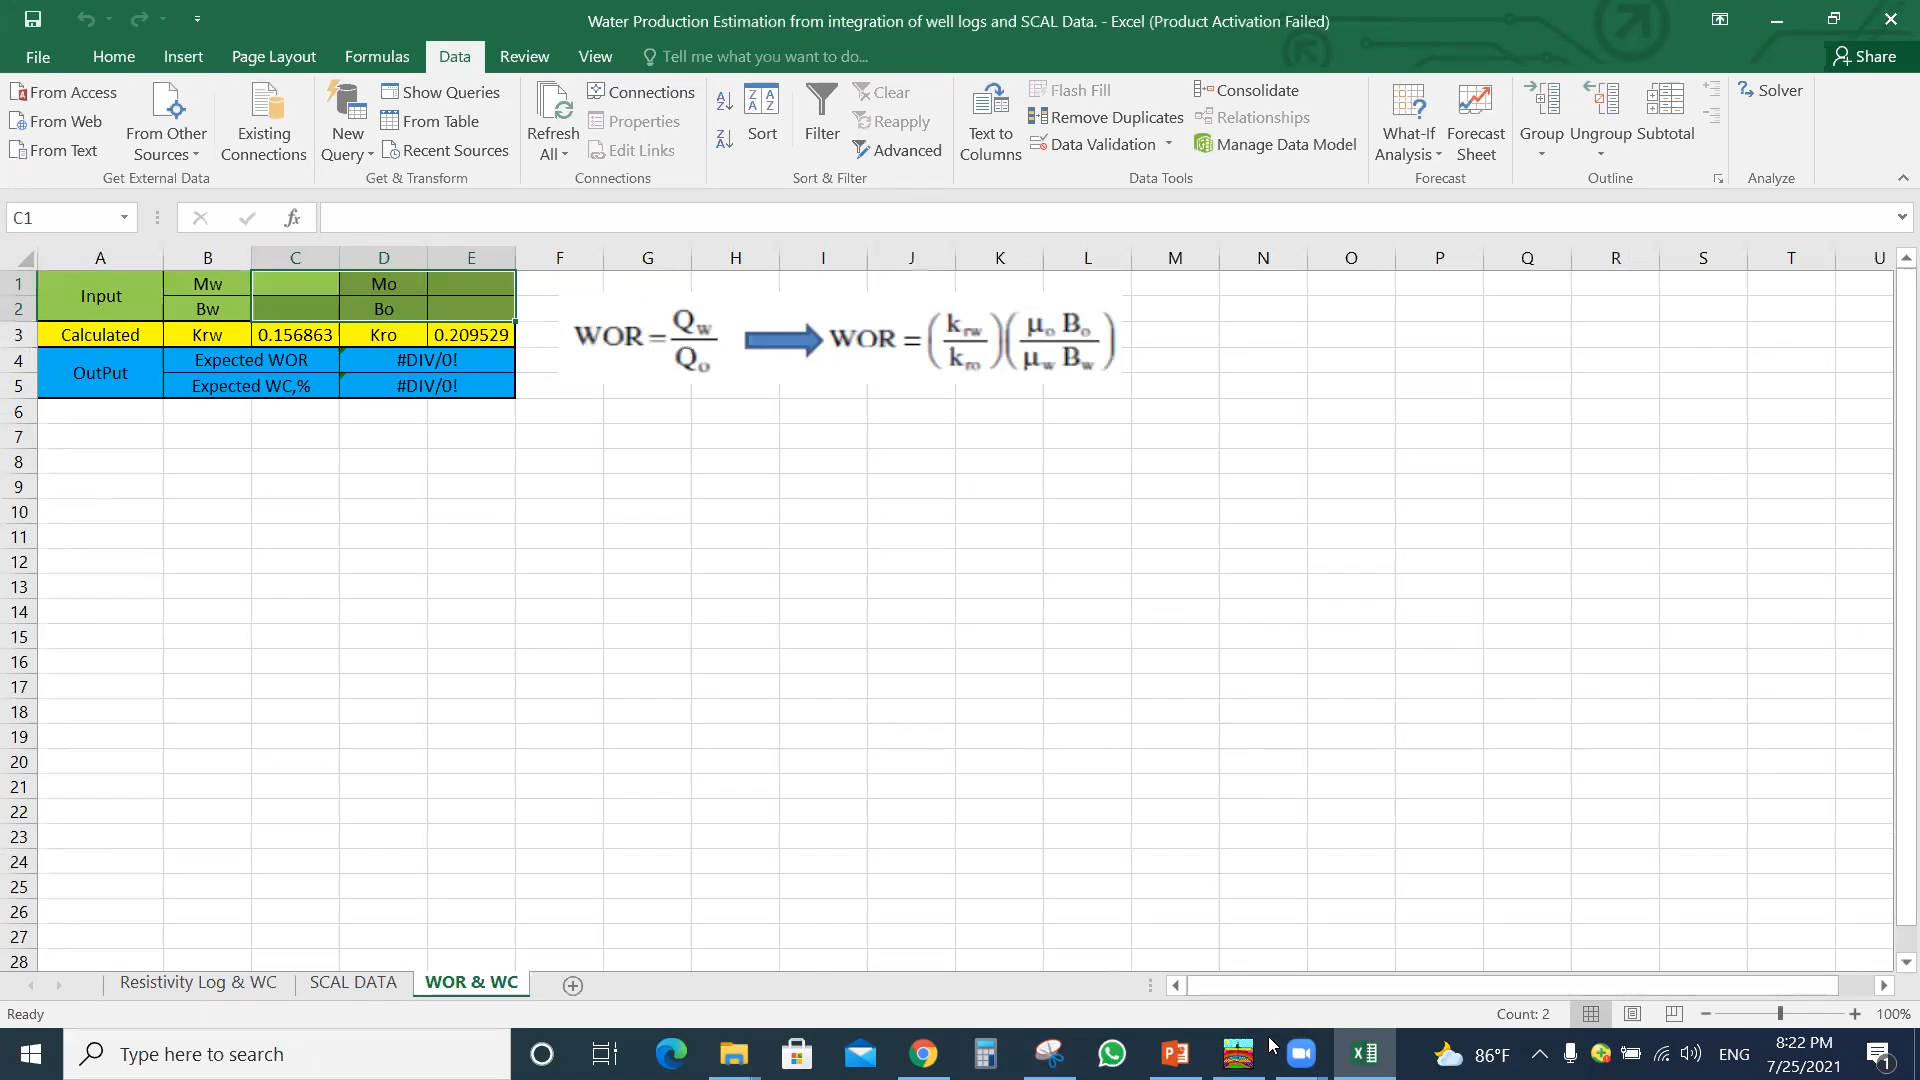 Water Production Estimation from integration of well logs and SCAL Data. - Excel (Product Activation Failed)
File Home Insert Page Layout Formulas Data Review View Tell me what you want to do... Share
From Access
From Web
From Text
From Other Sources
Existing Connections
Get External Data
New Query
Show Queries
From Table
Recent Sources
Get & Transform
Refresh All
Connections
Properties
Edit Links
Connections
Sort
Filter
Clear
Reapply
Advanced
Sort & Filter
Text to Columns
Flash Fill
Remove Duplicates
Data Validation
Consolidate
Relationships
Manage Data Model
Data Tools
What-If Analysis
Forecast Sheet
Forecast
Group
Ungroup
Subtotal
Outline
Solver
Analyze
C1 fx
A B C D E F G H I J K L M N O P Q R S T U
1 Input Mw Mo
2 Bw Bo
3 Calculated Krw 0.156863 Kro 0.209529
4 OutPut Expected WOR #DIV/0!
5 Expected WC,% #DIV/0!
WOR = Qw/Qo WOR = (krw/kro)(μo Bo/μw Bw)
6
7
8
9
10
11
12
13
14
15
16
17
18
19
20
21
22
23
24
25
26
27
28
Resistivity Log & WC SCAL DATA WOR & WC
Ready Count: 2 100%
Type here to search 86°F ENG 8:22 PM
7/25/2021 1